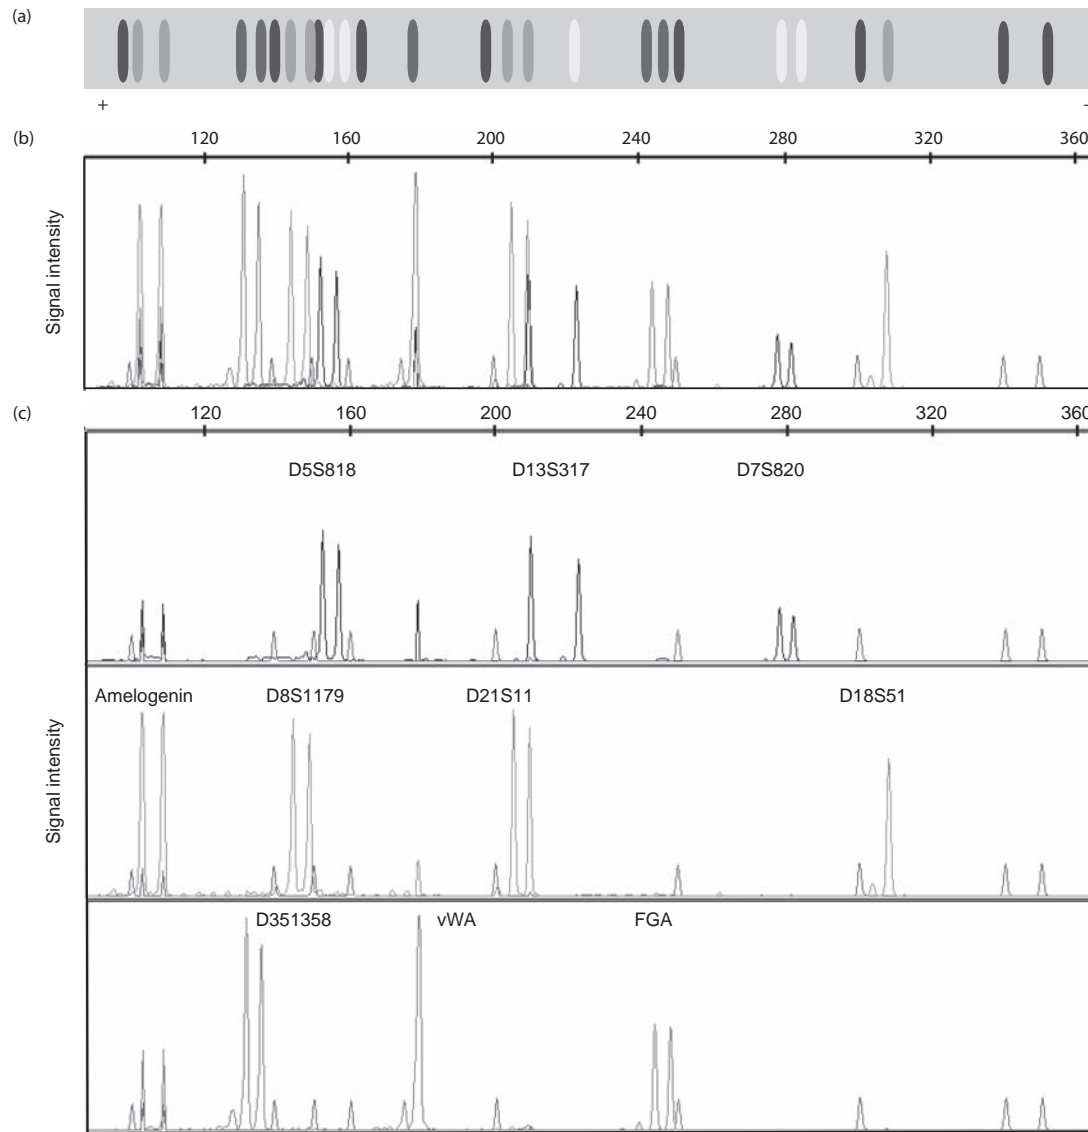 (a)
+ –
(b)
120 160 200 240 280 320 360
Signal intensity
(c)
120 160 200 240 280 320 360
D5S818 D13S317 D7S820
Amelogenin D8S1179 D21S11 D18S51
Signal intensity
D351358 vWA FGA